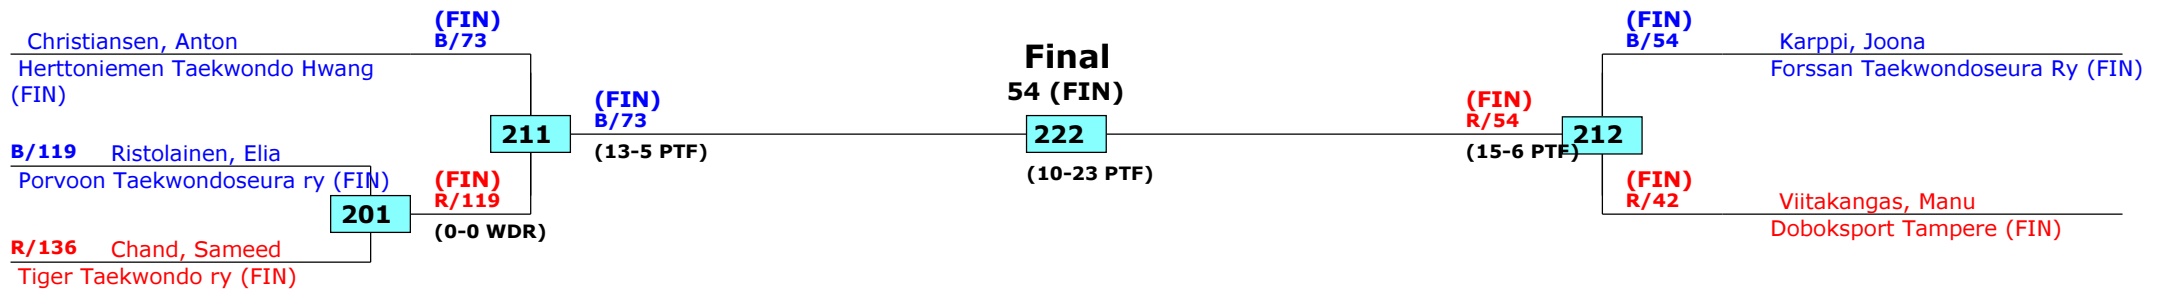 (FIN)
B/73
Christiansen, Anton
Herttoniemen Taekwondo Hwang
(FIN)
B/119 Ristolainen, Elia
Porvoon Taekwondoseura ry (FIN)
201
R/136 Chand, Sameed
Tiger Taekwondo ry (FIN)
(FIN)
R/119
(0-0 WDR)
211
(FIN)
B/73
(13-5 PTF)
Final
54 (FIN)
222
(10-23 PTF)
(FIN)
R/54
(15-6 PTF)
212
(FIN)
B/54
Karppi, Joona
Forssan Taekwondoseura Ry (FIN)
(FIN)
R/42
Viitakangas, Manu
Doboksport Tampere (FIN)